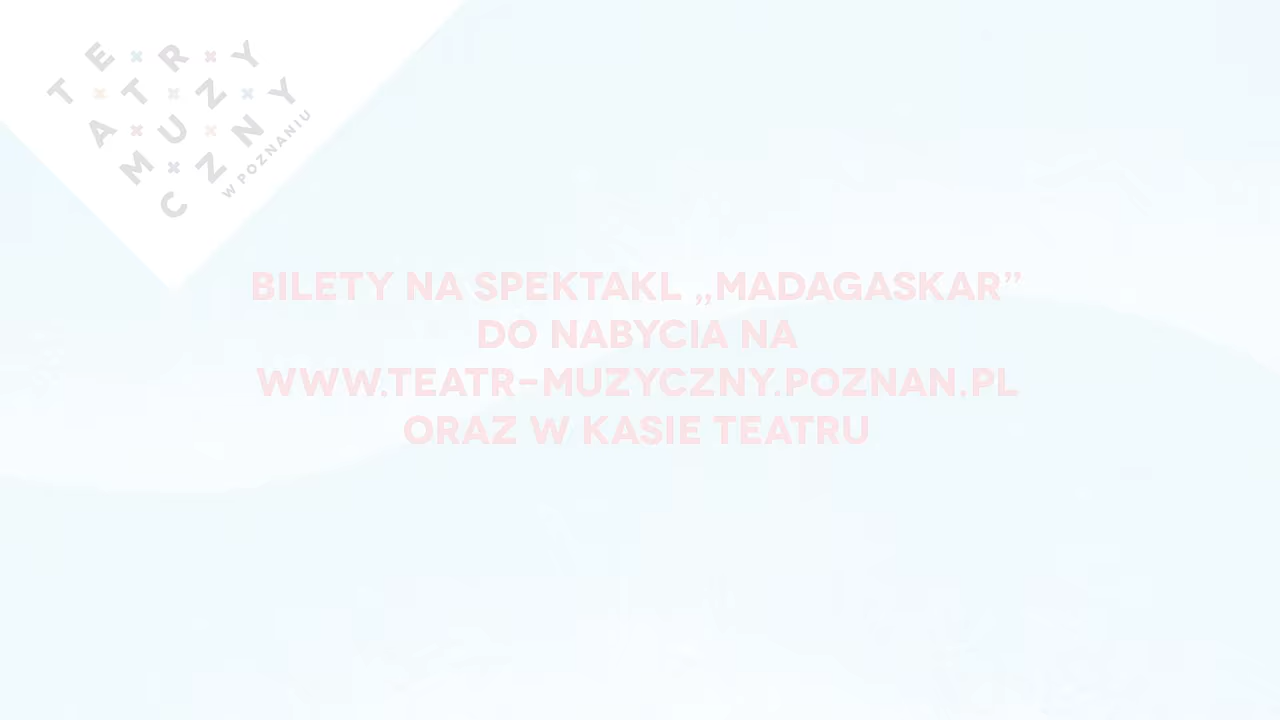 TEATR
MUZYCZNY
W POZNANIU
BILETY NA SPEKTAKL „MADAGASKAR”
DO NABYCIA NA
WWW.TEATR-MUZYCZNY.POZNAN.PL
ORAZ W KASIE TEATRU